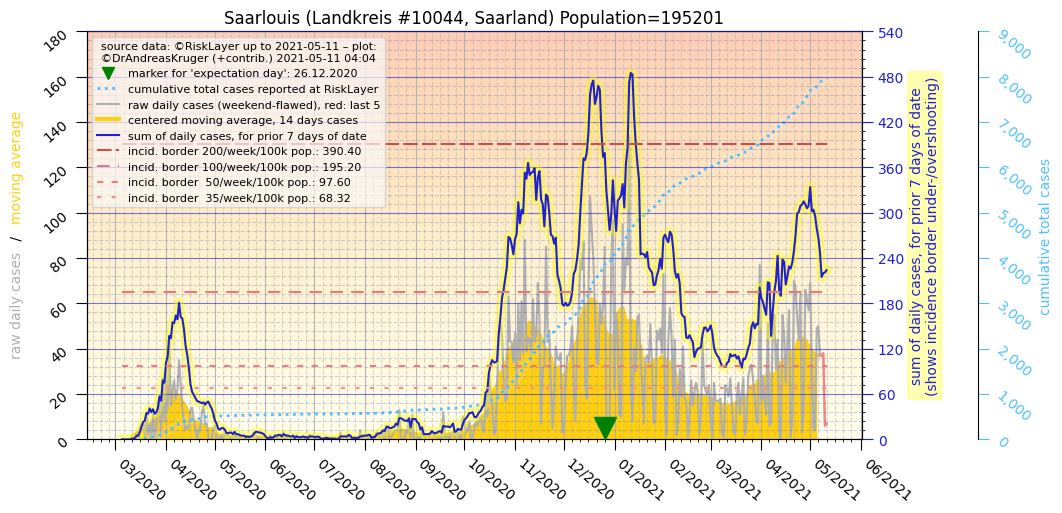 Saarlouis (Landkreis #10044, Saarland) Population=195201
source data: ©RiskLayer up to 2021-05-11 – plot:
©DrAndreasKruger (+contrib.) 2021-05-11 04:04
marker for 'expectation day': 26.12.2020
cumulative total cases reported at RiskLayer
raw daily cases (weekend-flawed), red: last 5
centered moving average, 14 days cases
sum of daily cases, for prior 7 days of date
incid. border 200/week/100k pop.: 390.40
incid. border 100/week/100k pop.: 195.20
incid. border  50/week/100k pop.: 97.60
incid. border  35/week/100k pop.: 68.32
raw daily cases / moving average
180
160
140
120
100
80
60
40
20
0
03/2020
04/2020
05/2020
06/2020
07/2020
08/2020
09/2020
10/2020
11/2020
12/2020
01/2021
02/2021
03/2021
04/2021
05/2021
06/2021
540
480
420
360
300
240
180
120
60
0
sum of daily cases, for prior 7 days of date
(shows incidence border under-/overshooting)
9,000
8,000
7,000
6,000
5,000
4,000
3,000
2,000
1,000
0
cumulative total cases